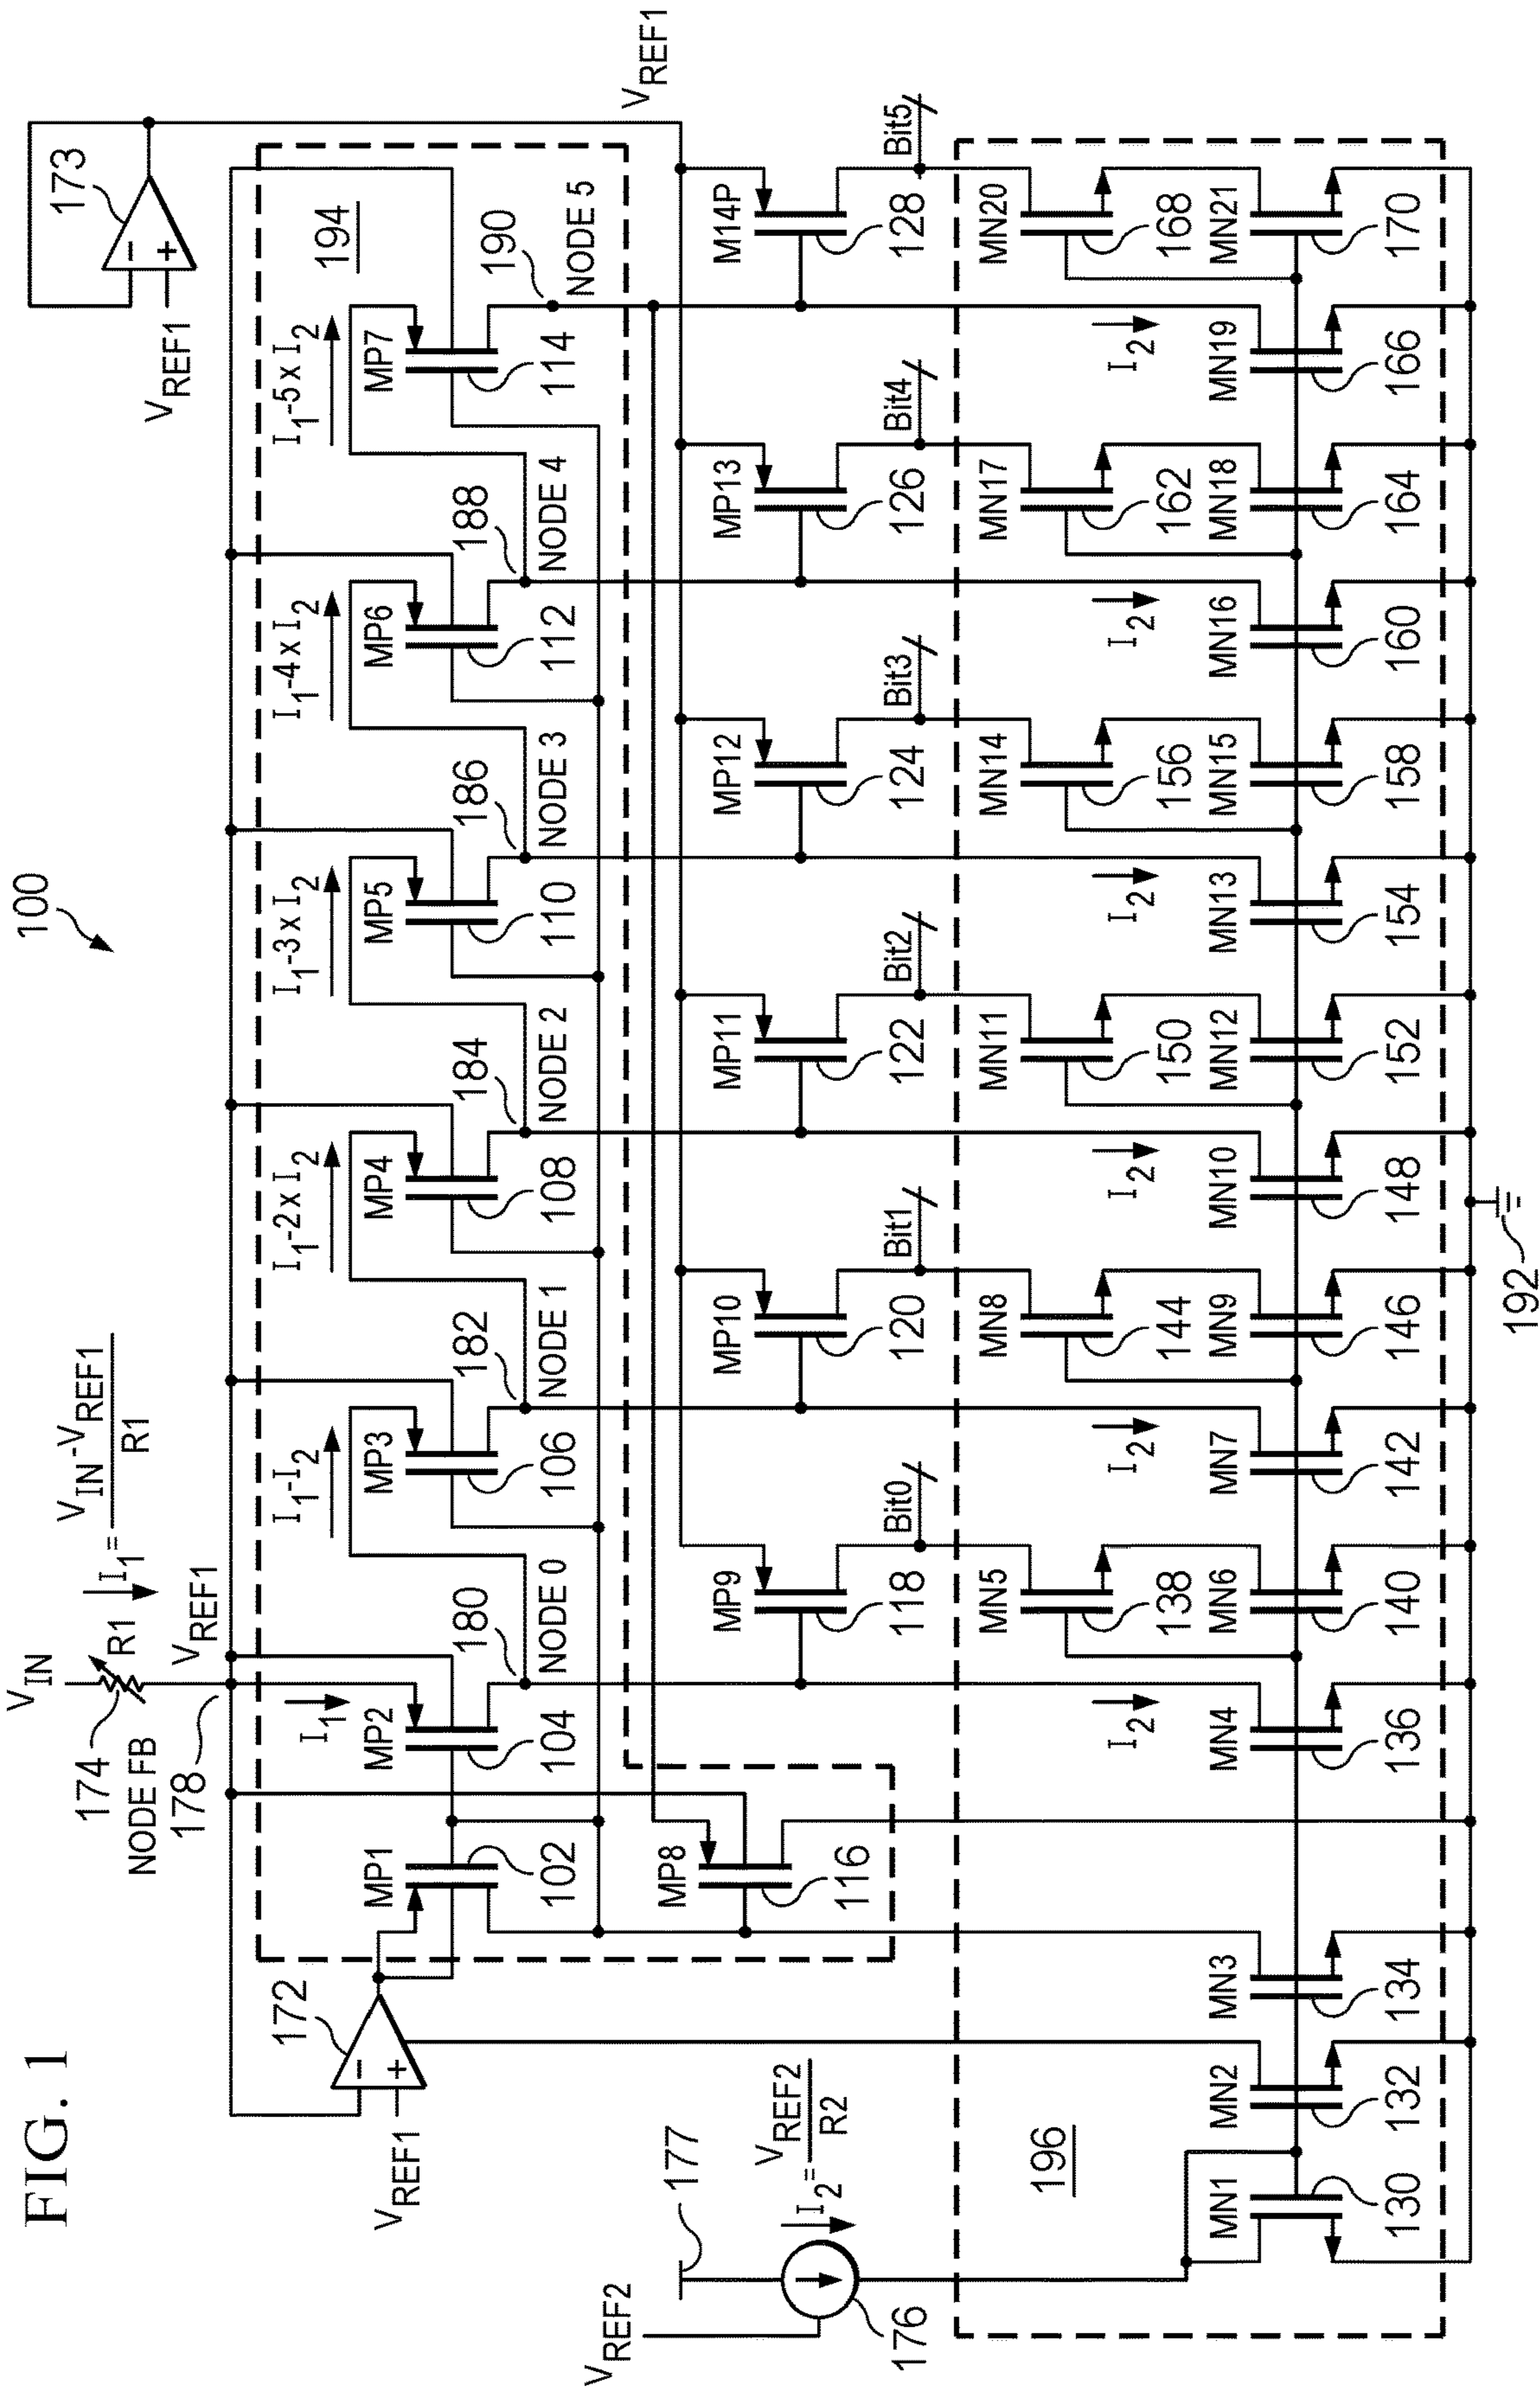 FIG. 1
100
V_IN
R1
I₁ = (V_IN - V_REF1) / R1
174
NODE FB
178
V_REF1
173
V_REF1
V_REF1
172
V_REF1
194
I₁
I₁-I₂
I₁-2 x I₂
I₁-3 x I₂
I₁-4 x I₂
I₁-5 x I₂
MP1
102
MP2
104
MP3
106
MP4
108
MP5
110
MP6
112
MP7
114
180
NODE 0
182
NODE 1
184
NODE 2
186
NODE 3
188
NODE 4
190
NODE 5
MP8
116
MP9
118
MP10
120
MP11
122
MP12
124
MP13
126
M14P
128
Bit0
Bit1
Bit2
Bit3
Bit4
Bit5
177
V_REF2
176
I₂ = V_REF2 / R2
196
MN5
138
MN8
144
MN11
150
MN14
156
MN17
162
MN20
168
I₂
I₂
I₂
I₂
I₂
I₂
MN1
130
MN2
132
MN3
134
MN4
136
MN6
140
MN7
142
MN9
146
MN10
148
MN12
152
MN13
154
MN15
158
MN16
160
MN18
164
MN19
166
MN21
170
192